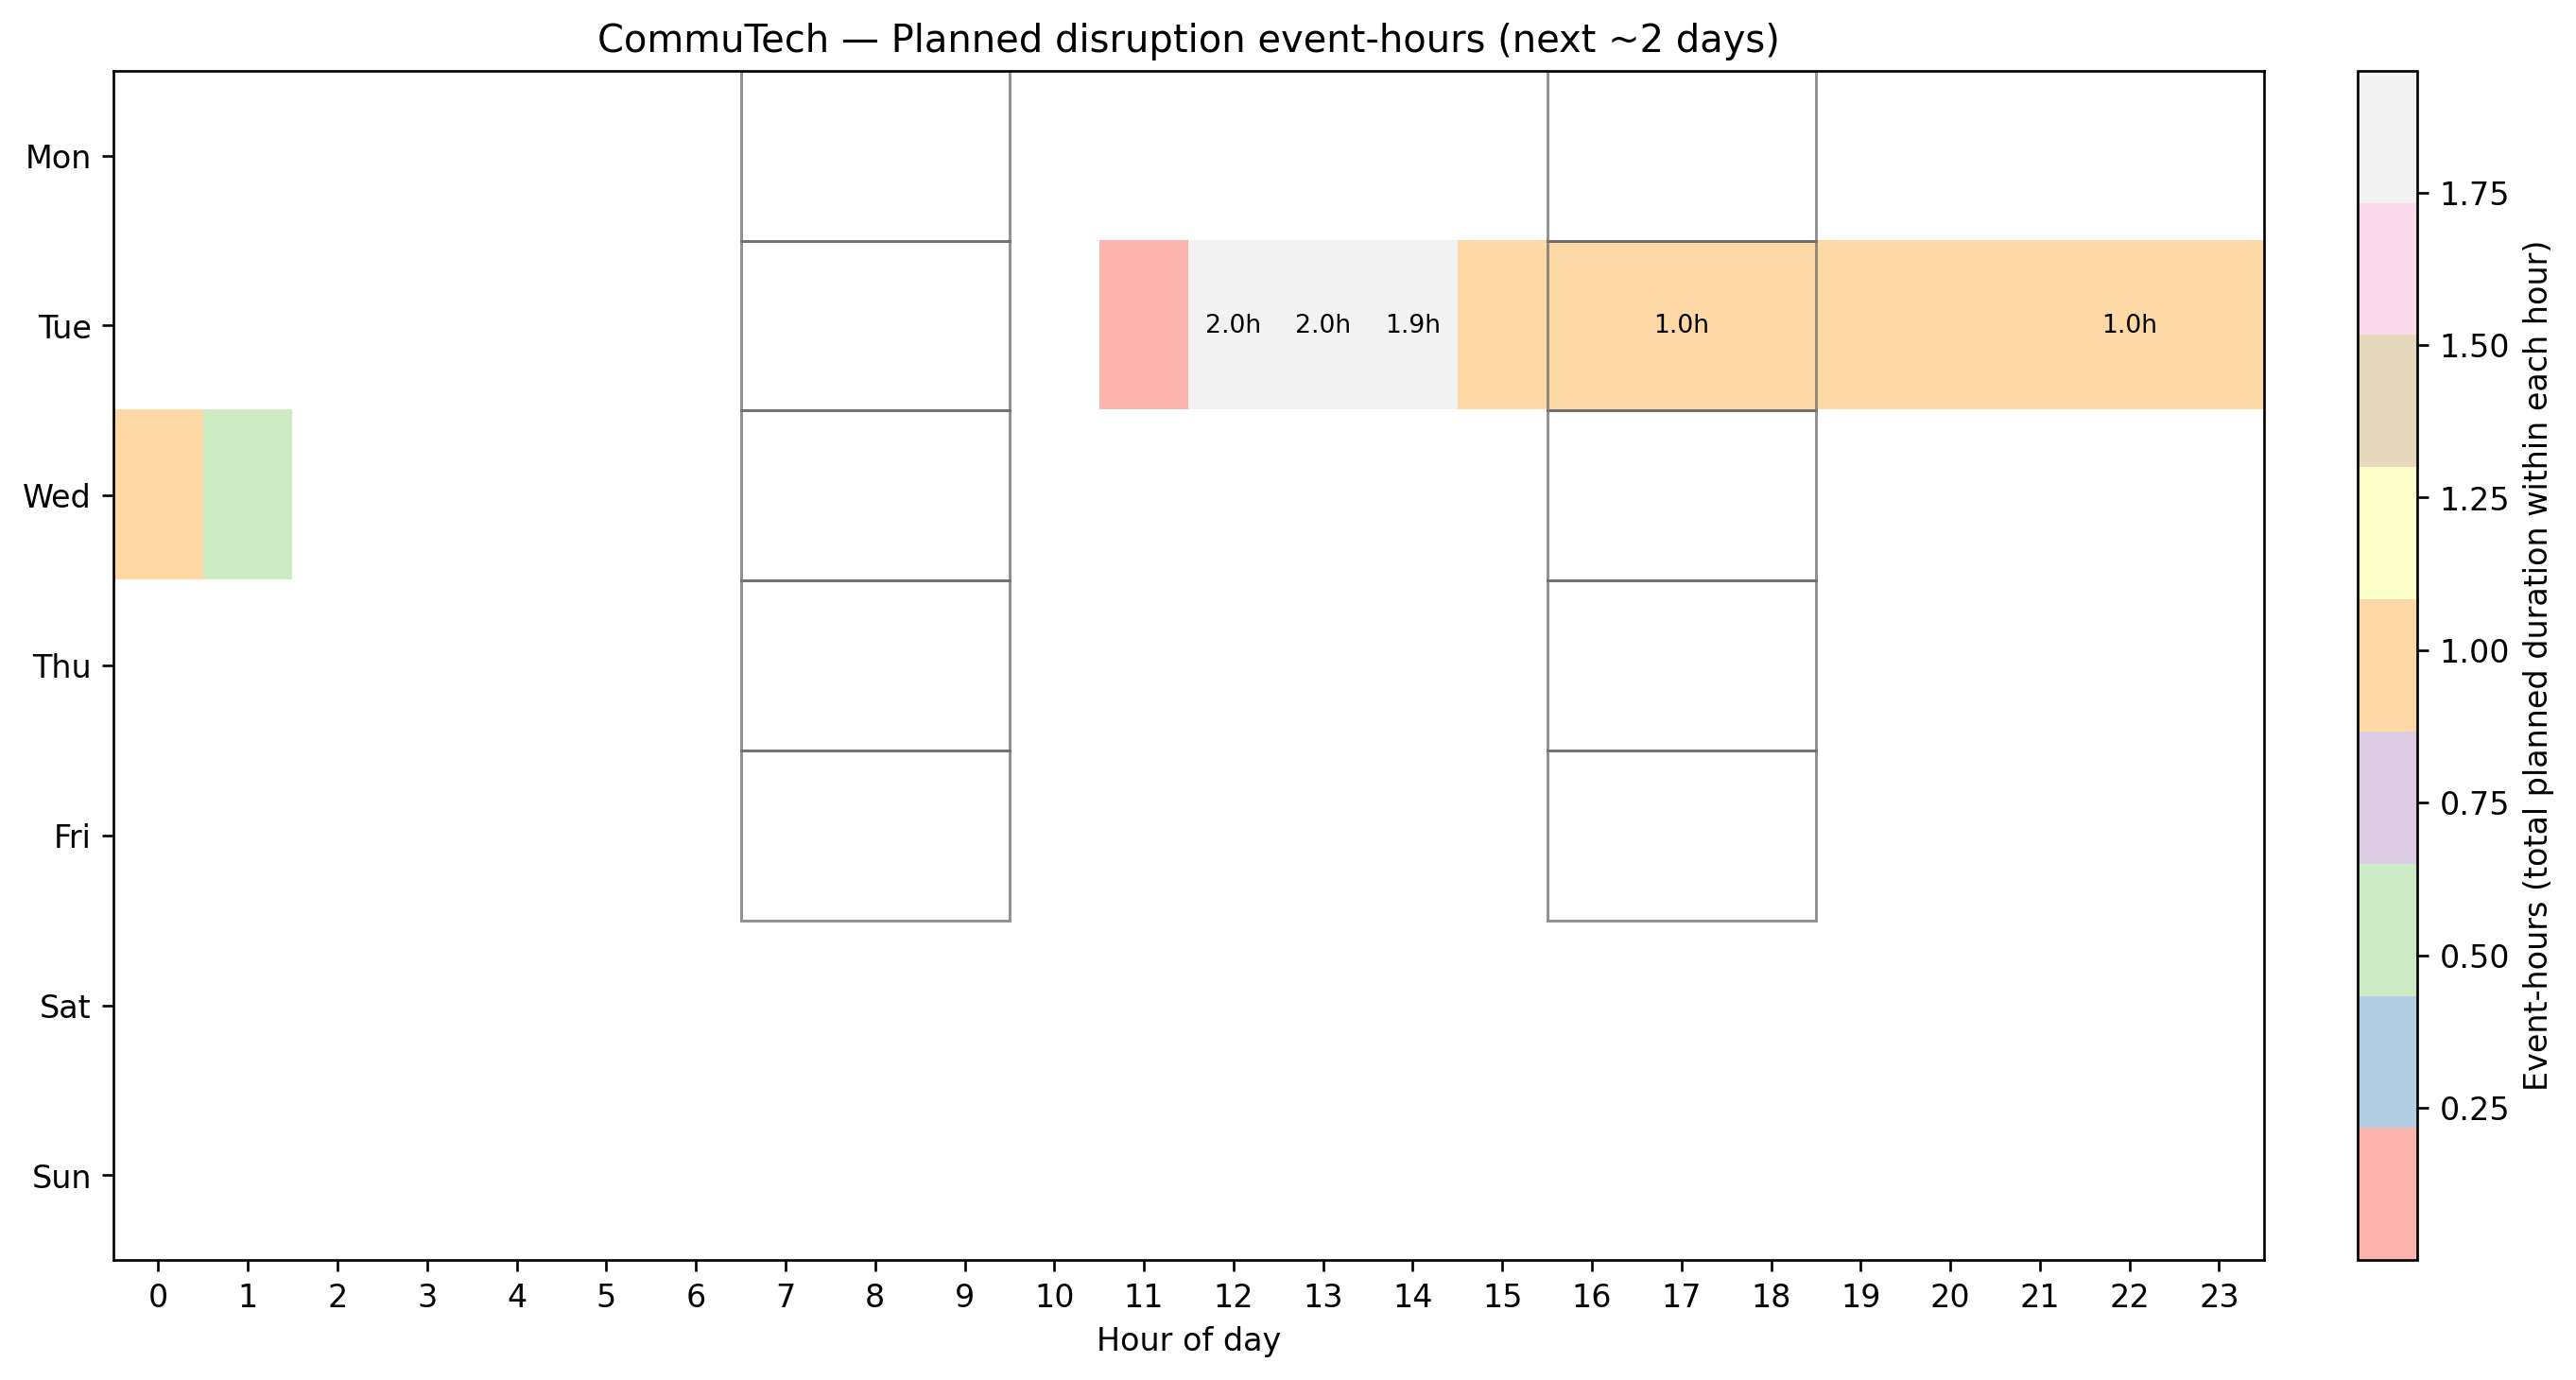 CommuTech — Planned disruption event-hours (next ~2 days)
Mon
Tue
Wed
Thu
Fri
Sat
Sun
2.0h 2.0h 1.9h 1.0h 1.0h
0 1 2 3 4 5 6 7 8 9 10 11 12 13 14 15 16 17 18 19 20 21 22 23
Hour of day
1.75
1.50
1.25
1.00
0.75
0.50
0.25
Event-hours (total planned duration within each hour)